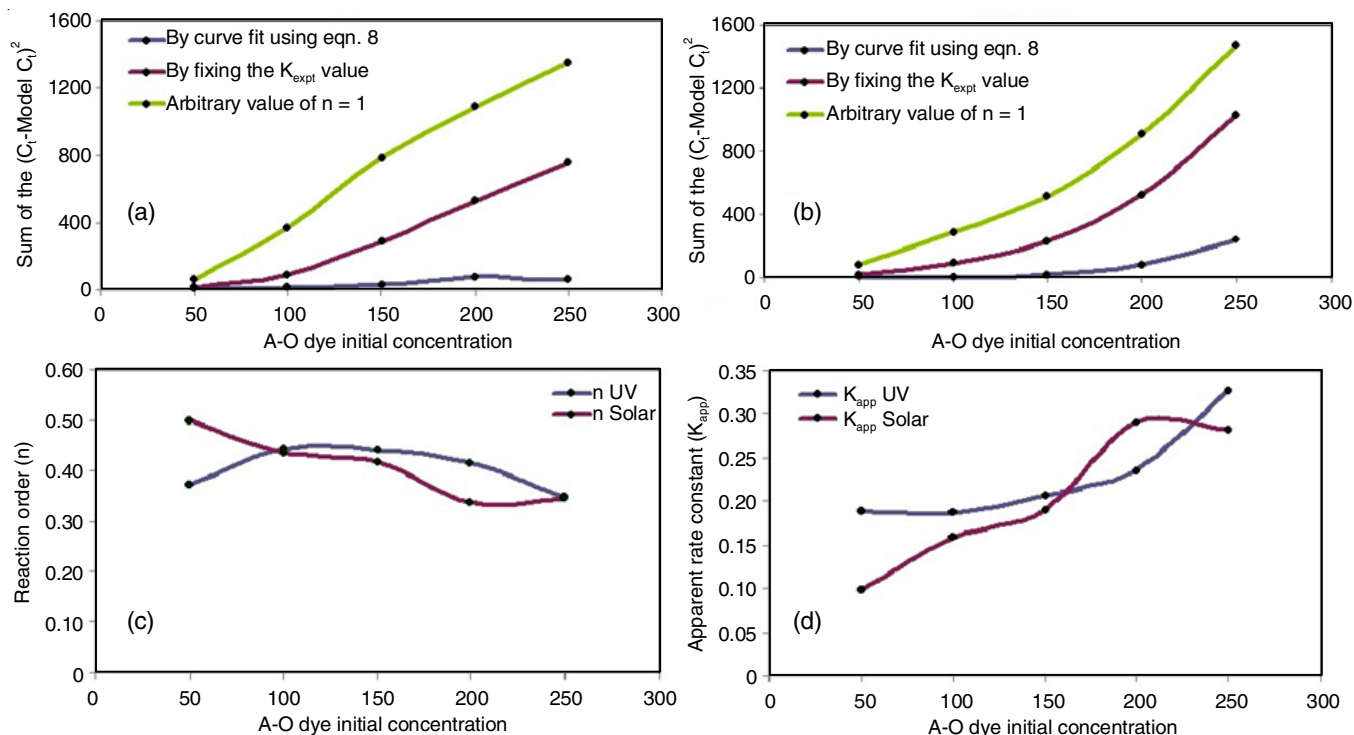 1600
1200
800
400
0
0 50 100 150 200 250 300
Sum of the (Cₜ-Model Cₜ)²
By curve fit using eqn. 8
By fixing the K_expt value
Arbitrary value of n = 1
(a)
A-O dye initial concentration
1600
1200
800
400
0
0 50 100 150 200 250 300
Sum of the (Cₜ-Model Cₜ)²
By curve fit using eqn. 8
By fixing the K_expt value
Arbitrary value of n = 1
(b)
A-O dye initial concentration
0.60
0.50
0.40
0.30
0.20
0.10
0
0 50 100 150 200 250 300
Reaction order (n)
n UV
n Solar
(c)
A-O dye initial concentration
0.35
0.30
0.25
0.20
0.15
0.10
0.05
0
0 50 100 150 200 250 300
Apparent rate constant (K_app)
K_app UV
K_app Solar
(d)
A-O dye initial concentration